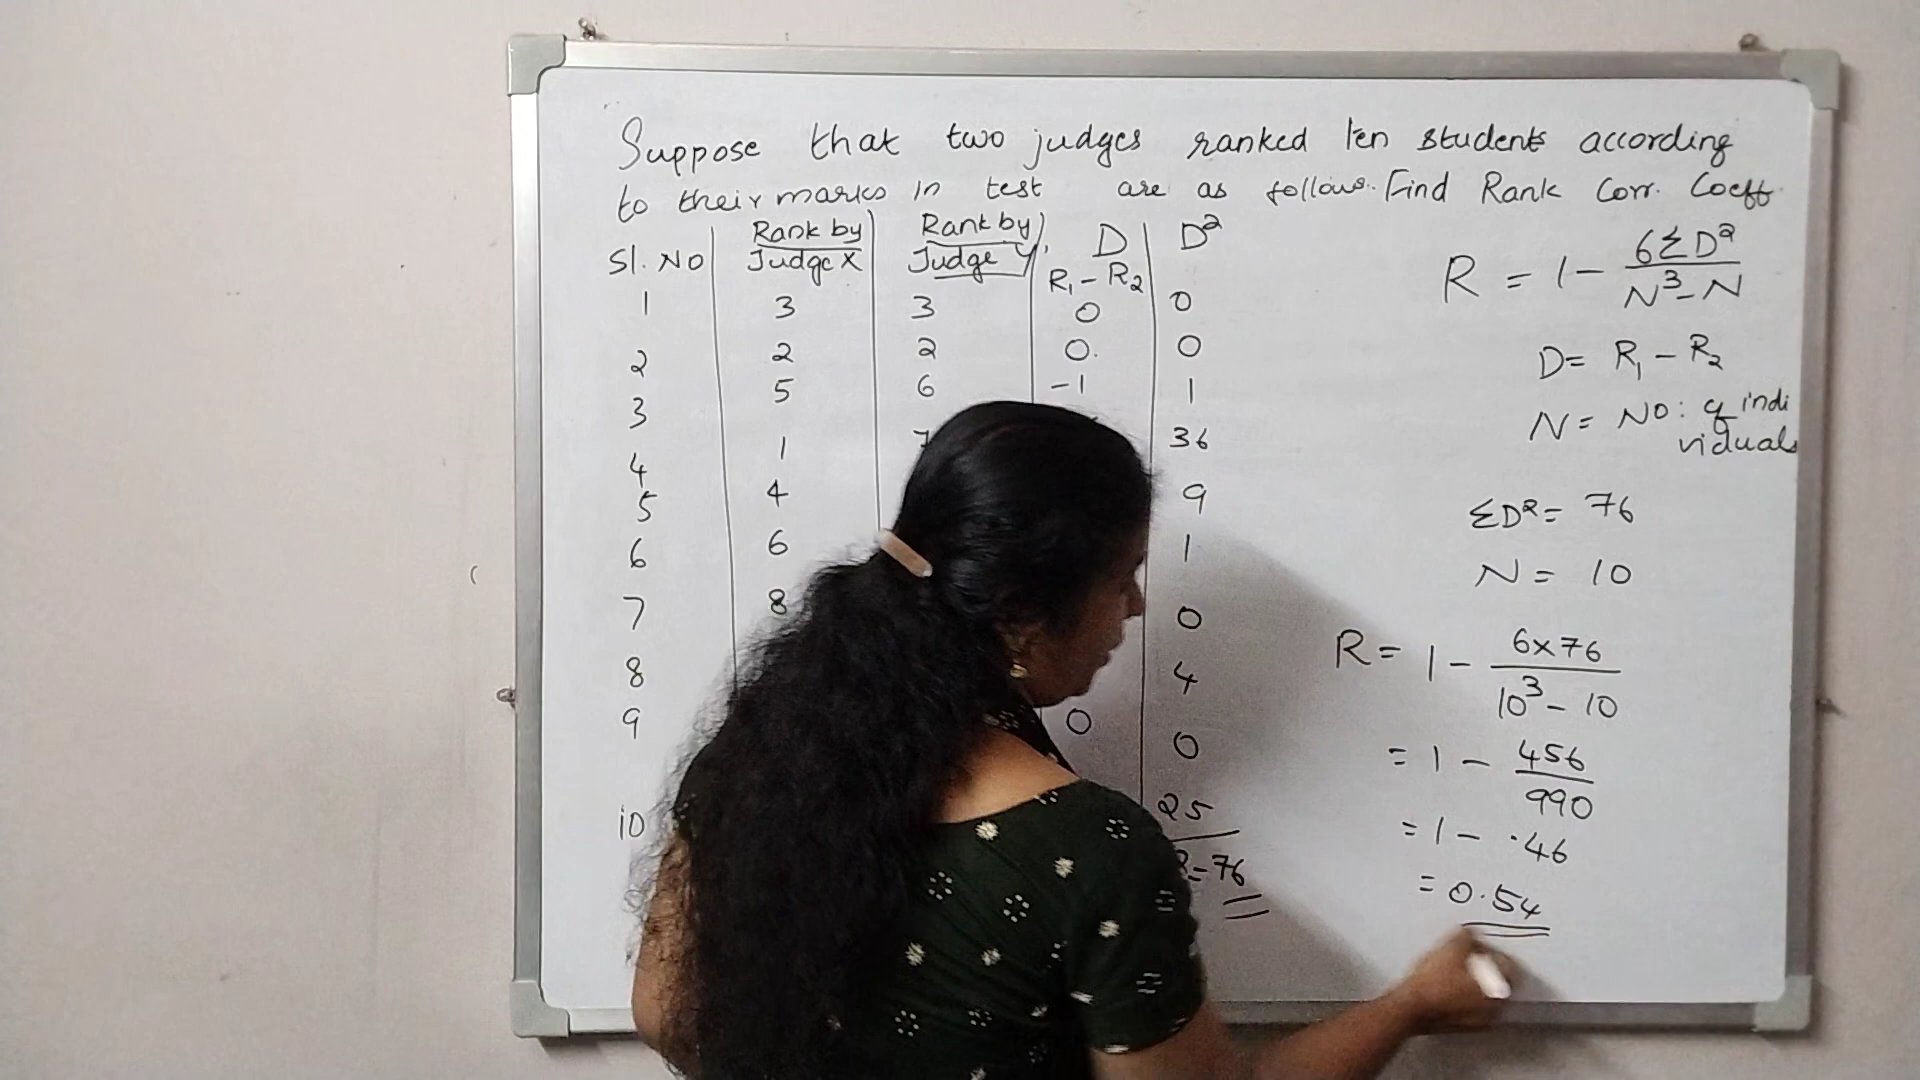 Suppose that two judges ranked Ten students according
to their marks in test are as follows. Find Rank Corr. Coeff.
Sl. No Rank by Judge X Rank by Judge Y D R₁ - R₂ D²
1 3 3 0 0
2 2 2 0 0
3 5 6 -1 1
4 1 7 36
5 4 9
6 6 1
7 8 0
8 4
9 0 0
10 25
= 76
R = 1 - 6ΣD² / N³ - N
D = R₁ - R₂
N = No: of indi
viduals
ΣD² = 76
N = 10
R = 1 - 6x76 / 10³ - 10
= 1 - 456 / 990
= 1 - .46
= 0.54